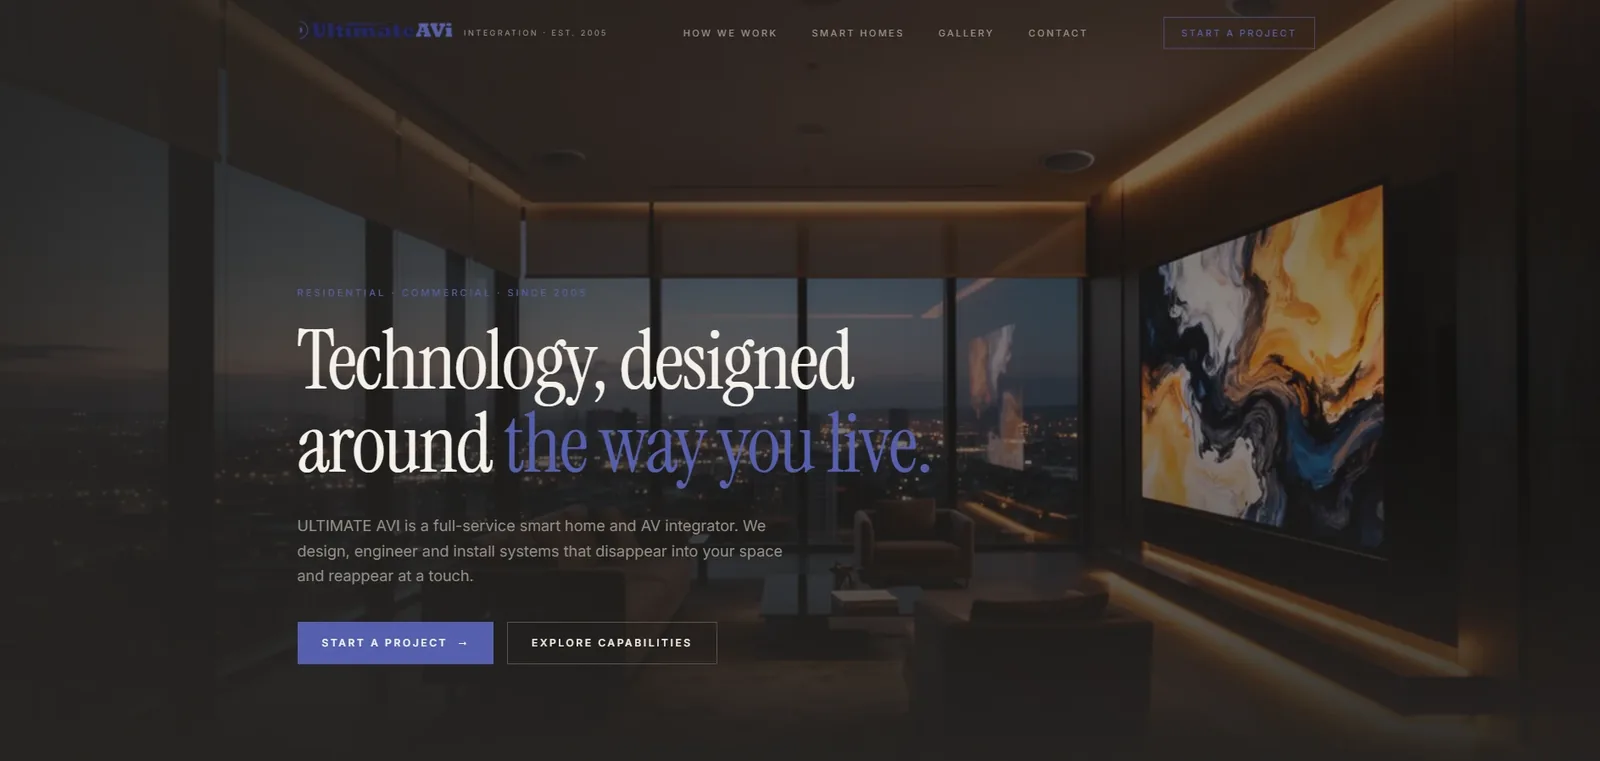 UltimateAVi INTEGRATION · EST. 2005
HOW WE WORK SMART HOMES GALLERY CONTACT START A PROJECT
RESIDENTIAL · COMMERCIAL · SINCE 2005
Technology, designed
around the way you live.
ULTIMATE AVI is a full-service smart home and AV integrator. We
design, engineer and install systems that disappear into your space
and reappear at a touch.
START A PROJECT →
EXPLORE CAPABILITIES